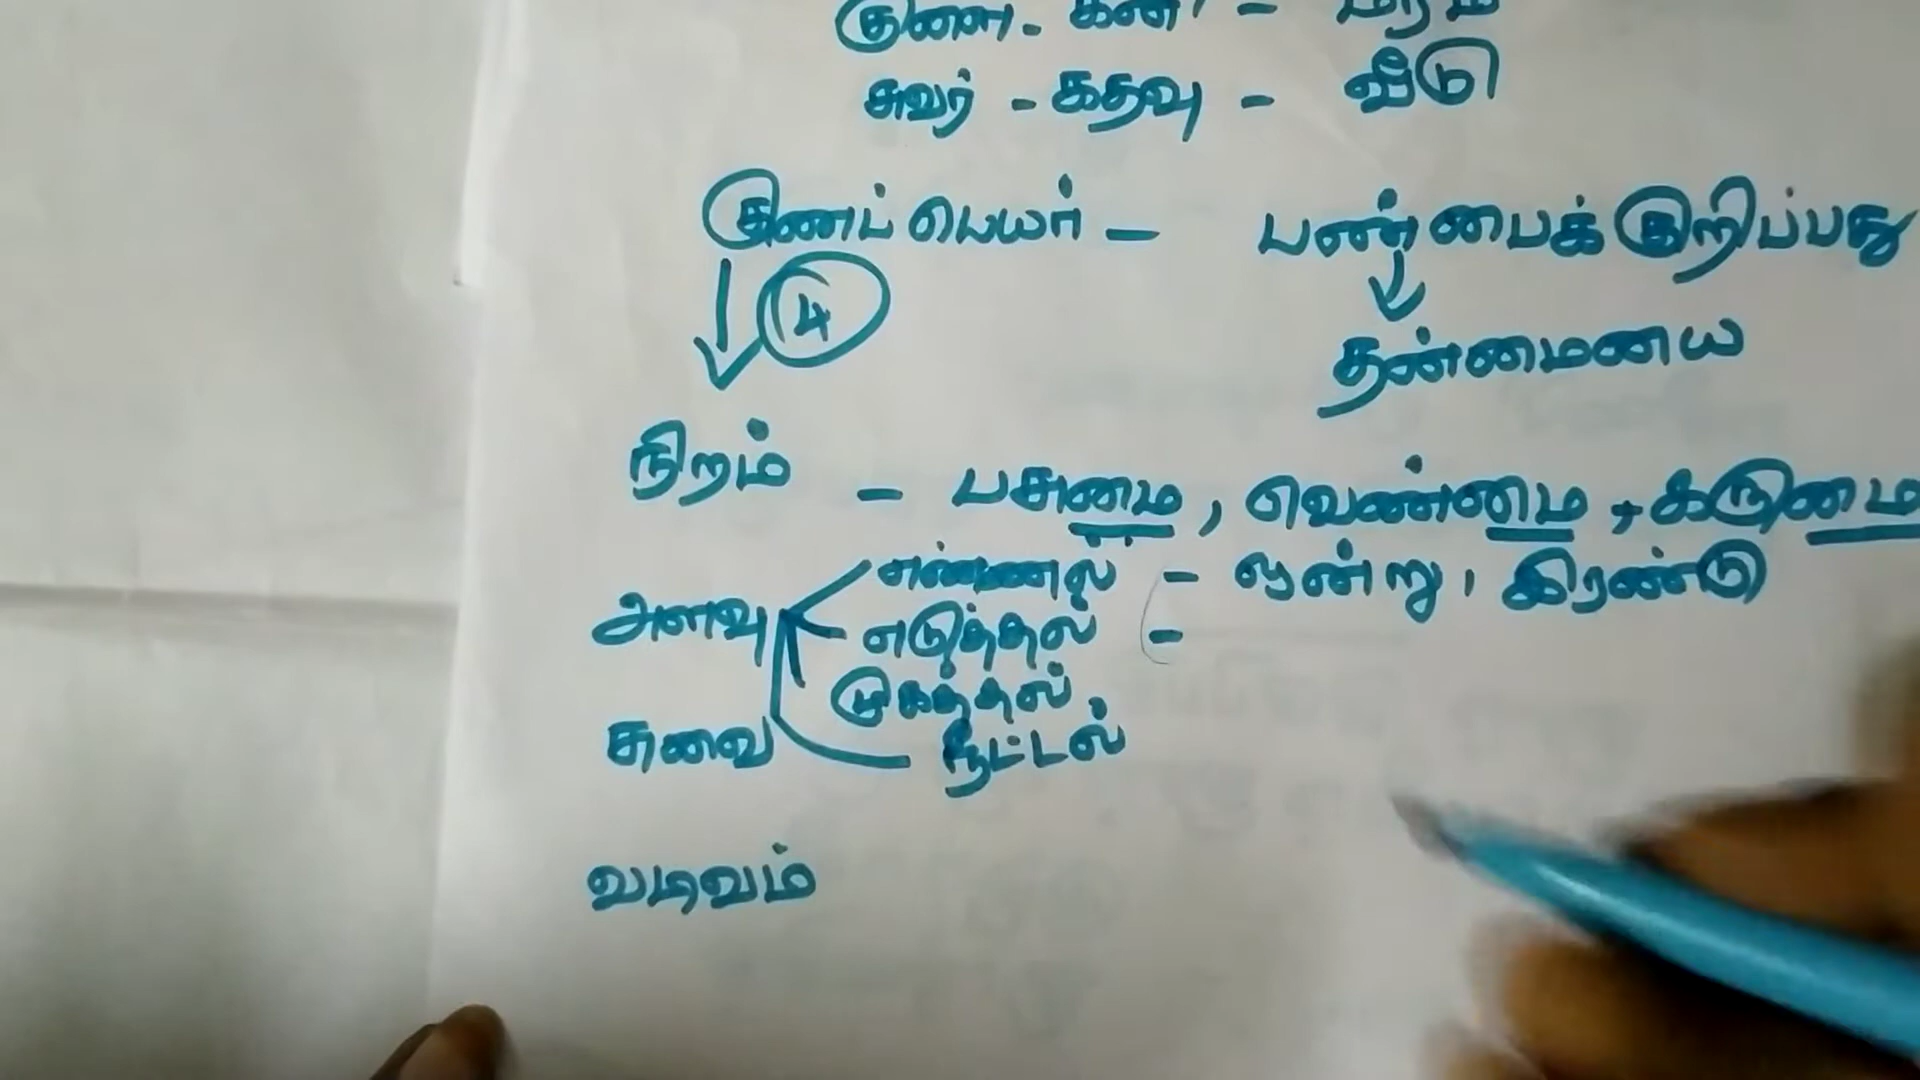 சுவர் - கதவு - வீடு
குணப் பெயர் - பண்பைக் குறிப்பது
4
தன்மையை
நிறம் - பசுமை, வெண்மை, கருமை
எண்ணல் - ஒன்று, இரண்டு
அளவு எடுத்தல் -
முகத்தல்
சுவை நீட்டல்
வடிவம்